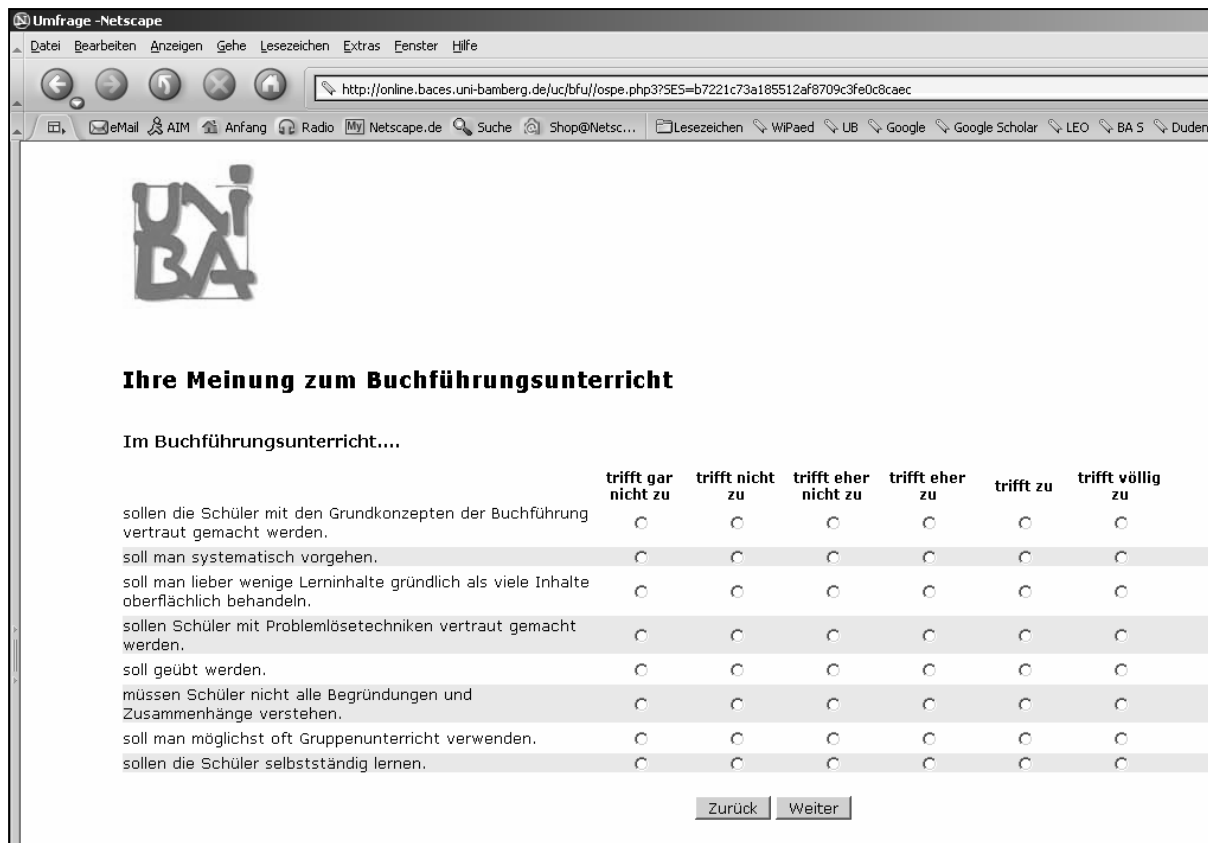 Umfrage -Netscape
Datei Bearbeiten Anzeigen Gehe Lesezeichen Extras Fenster Hilfe
http://online.baces.uni-bamberg.de/uc/bfu//ospe.php3?SES=b7221c73a185512af8709c3fe0c8caec
eMail AIM Anfang Radio My Netscape.de Suche Shop@Netsc... Lesezeichen WiPaed UB Google Google Scholar LEO BA S Duden
UNI
BA
Ihre Meinung zum Buchführungsunterricht
Im Buchführungsunterricht....
trifft gar trifft nicht trifft eher trifft eher trifft zu trifft völlig
nicht zu zu nicht zu zu zu
sollen die Schüler mit den Grundkonzepten der Buchführung
vertraut gemacht werden.
soll man systematisch vorgehen.
soll man lieber wenige Lerninhalte gründlich als viele Inhalte
oberflächlich behandeln.
sollen Schüler mit Problemlösetechniken vertraut gemacht
werden.
soll geübt werden.
müssen Schüler nicht alle Begründungen und
Zusammenhänge verstehen.
soll man möglichst oft Gruppenunterricht verwenden.
sollen die Schüler selbstständig lernen.
Zurück Weiter